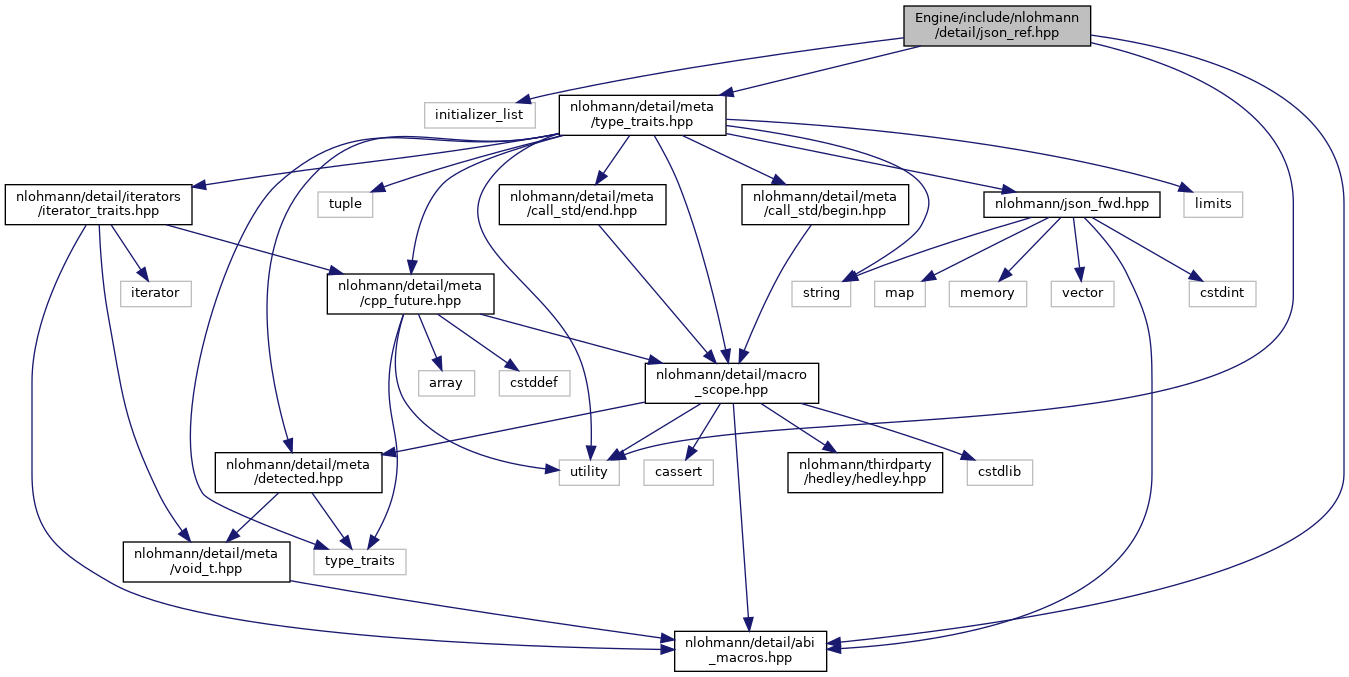 Engine/include/nlohmann
/detail/json_ref.hpp
initializer_list
nlohmann/detail/meta
/type_traits.hpp
nlohmann/detail/iterators
/iterator_traits.hpp
tuple
nlohmann/detail/meta
/call_std/end.hpp
nlohmann/detail/meta
/call_std/begin.hpp
nlohmann/json_fwd.hpp
limits
iterator
nlohmann/detail/meta
/cpp_future.hpp
string
map
memory
vector
cstdint
array
cstddef
nlohmann/detail/macro
_scope.hpp
nlohmann/detail/meta
/detected.hpp
utility
cassert
nlohmann/thirdparty
/hedley/hedley.hpp
cstdlib
nlohmann/detail/meta
/void_t.hpp
type_traits
nlohmann/detail/abi
_macros.hpp